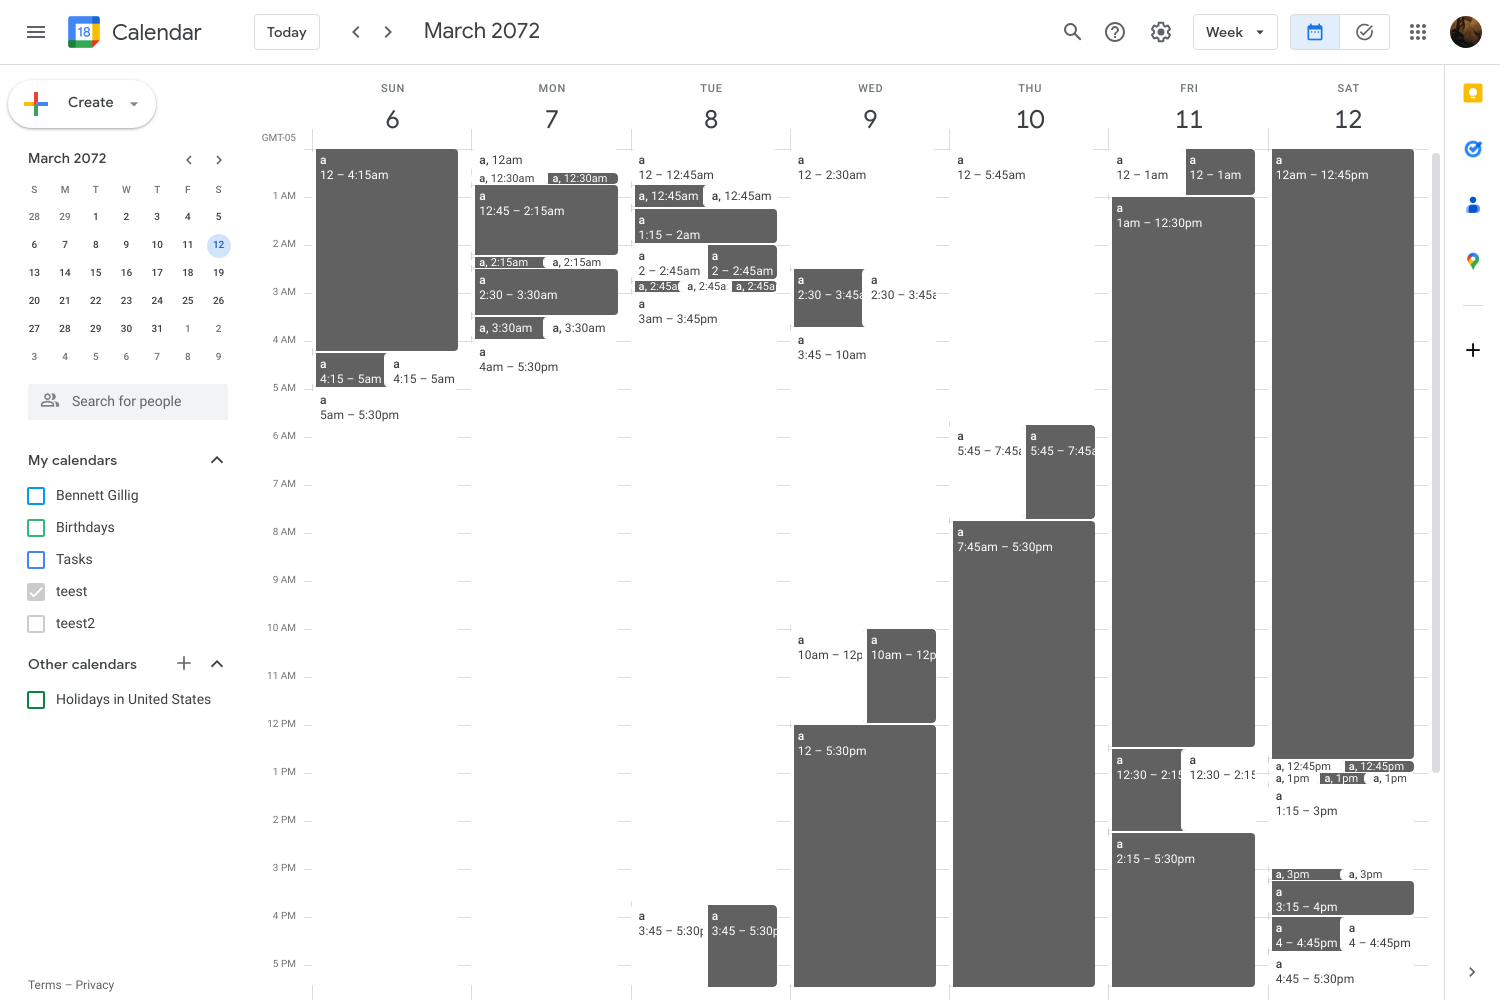 18 Calendar Today March 2072 Week
Create
March 2072
S M T W T F S
28 29 1 2 3 4 5
6 7 8 9 10 11 12
13 14 15 16 17 18 19
20 21 22 23 24 25 26
27 28 29 30 31 1 2
3 4 5 6 7 8 9
Search for people
My calendars
Bennett Gillig
Birthdays
Tasks
teest
teest2
Other calendars
Holidays in United States
Terms – Privacy
SUN MON TUE WED THU FRI SAT
6 7 8 9 10 11 12
GMT-05
1 AM
2 AM
3 AM
4 AM
5 AM
6 AM
7 AM
8 AM
9 AM
10 AM
11 AM
12 PM
1 PM
2 PM
3 PM
4 PM
5 PM
a
12 – 4:15am
a
4:15 – 5am
a
4:15 – 5am
a
5am – 5:30pm
a, 12am
a, 12:30am
a, 12:30am
a
12:45 – 2:15am
a, 2:15am
a, 2:15am
a
2:30 – 3:30am
a, 3:30am
a, 3:30am
a
4am – 5:30pm
a
12 – 12:45am
a, 12:45am
a, 12:45am
a
1:15 – 2am
a
2 – 2:45am
a
2 – 2:45am
a, 2:45a
a, 2:45a
a, 2:45a
a
3am – 3:45pm
a
3:45 – 5:30p
a
3:45 – 5:30p
a
12 – 2:30am
a
2:30 – 3:45a
a
2:30 – 3:45a
a
3:45 – 10am
a
10am – 12p
a
10am – 12p
a
12 – 5:30pm
a
12 – 5:45am
a
5:45 – 7:45a
a
5:45 – 7:45a
a
7:45am – 5:30pm
a
12 – 1am
a
12 – 1am
a
1am – 12:30pm
a
12:30 – 2:15
a
12:30 – 2:15
a
2:15 – 5:30pm
a
12am – 12:45pm
a, 12:45pm
a, 12:45pm
a, 1pm
a, 1pm
a, 1pm
a
1:15 – 3pm
a, 3pm
a, 3pm
a
3:15 – 4pm
a
4 – 4:45pm
a
4 – 4:45pm
a
4:45 – 5:30pm